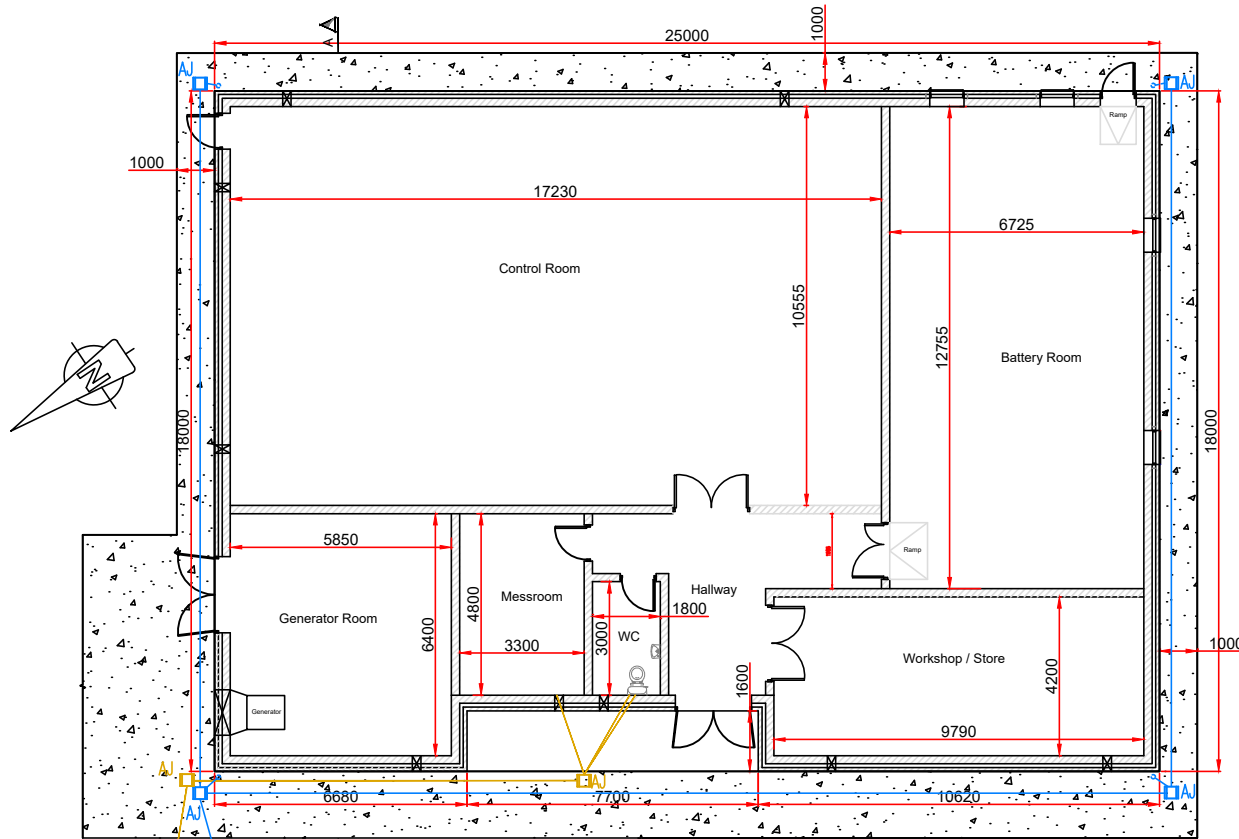 A
25000
1000
AJ
AJ
Ramp
1000
17230
6725
Control Room
10555
12755
Battery Room
N
18000
18000
5850
Ramp
Generator Room
6400
4800
Messroom
3300
3000
WC
1800
Hallway
Workshop / Store
4200
1000
1600
Generator
9790
AJ
AJ
AJ
AJ
6680
7700
10620